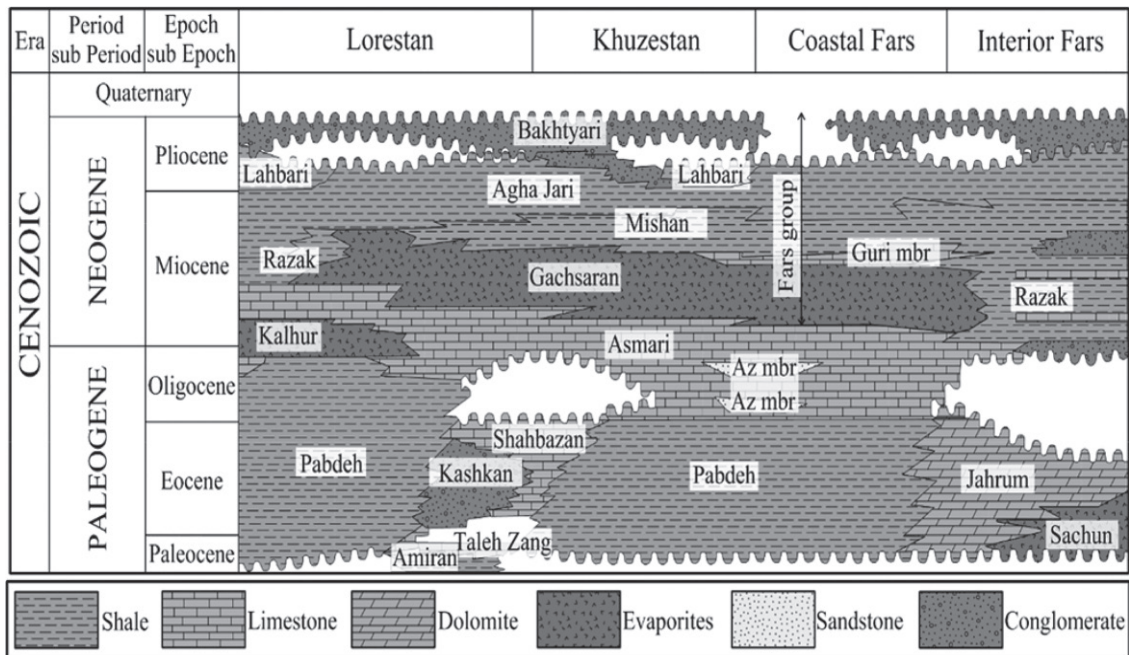 Era
Period
sub Period
Epoch
sub Epoch
Lorestan
Khuzestan
Coastal Fars
Interior Fars
CENOZOIC
Quaternary
NEOGENE
Pliocene
Miocene
PALEOGENE
Oligocene
Eocene
Paleocene
Bakhtyari
Lahbari
Lahbari
Agha Jari
Mishan
Fars group
Guri mbr
Razak
Gachsaran
Razak
Kalhur
Asmari
Az mbr
Az mbr
Shahbazan
Pabdeh
Kashkan
Pabdeh
Jahrum
Taleh Zang
Sachun
Amiran
Shale
Limestone
Dolomite
Evaporites
Sandstone
Conglomerate